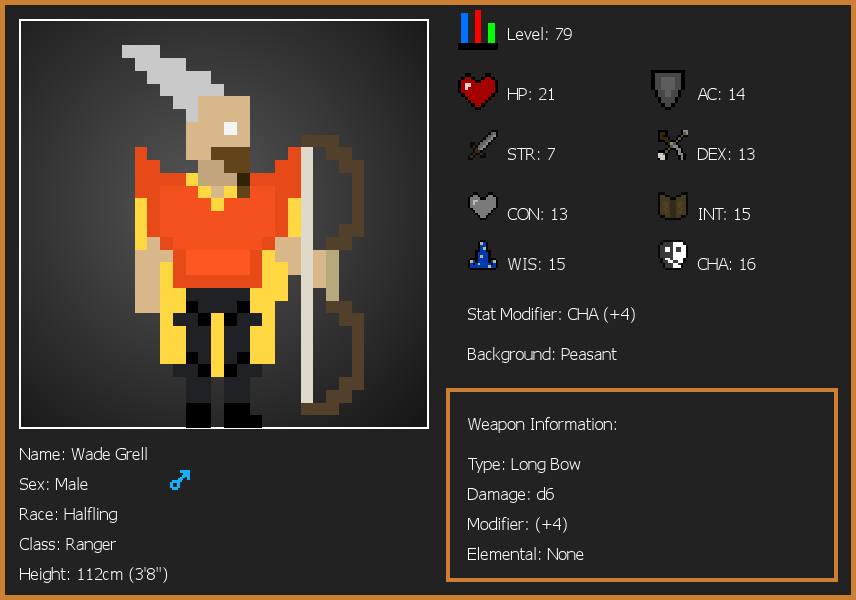 Level: 79
HP: 21
AC: 14
STR: 7
DEX: 13
CON: 13
INT: 15
WIS: 15
CHA: 16
Stat Modifier: CHA (+4)
Background: Peasant
Weapon Information:
Type: Long Bow
Damage: d6
Modifier: (+4)
Elemental: None
Name: Wade Grell
Sex: Male
Race: Halfling
Class: Ranger
Height: 112cm (3'8")